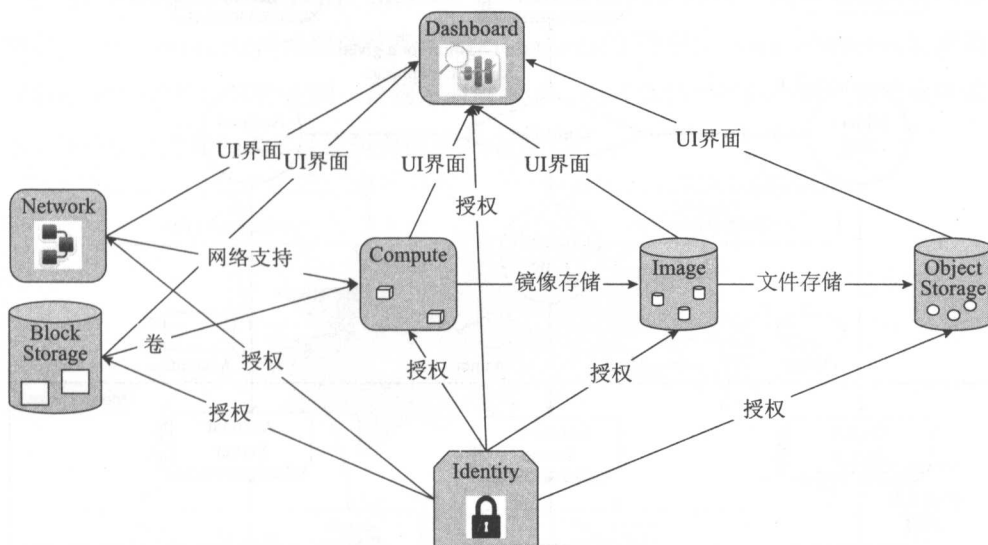 Dashboard
UI界面
UI界面
UI界面
UI界面
UI界面
Network
授权
网络支持
Compute
镜像存储
Image
文件存储
Object
Storage
Block
Storage
卷
授权
授权
授权
授权
授权
Identity